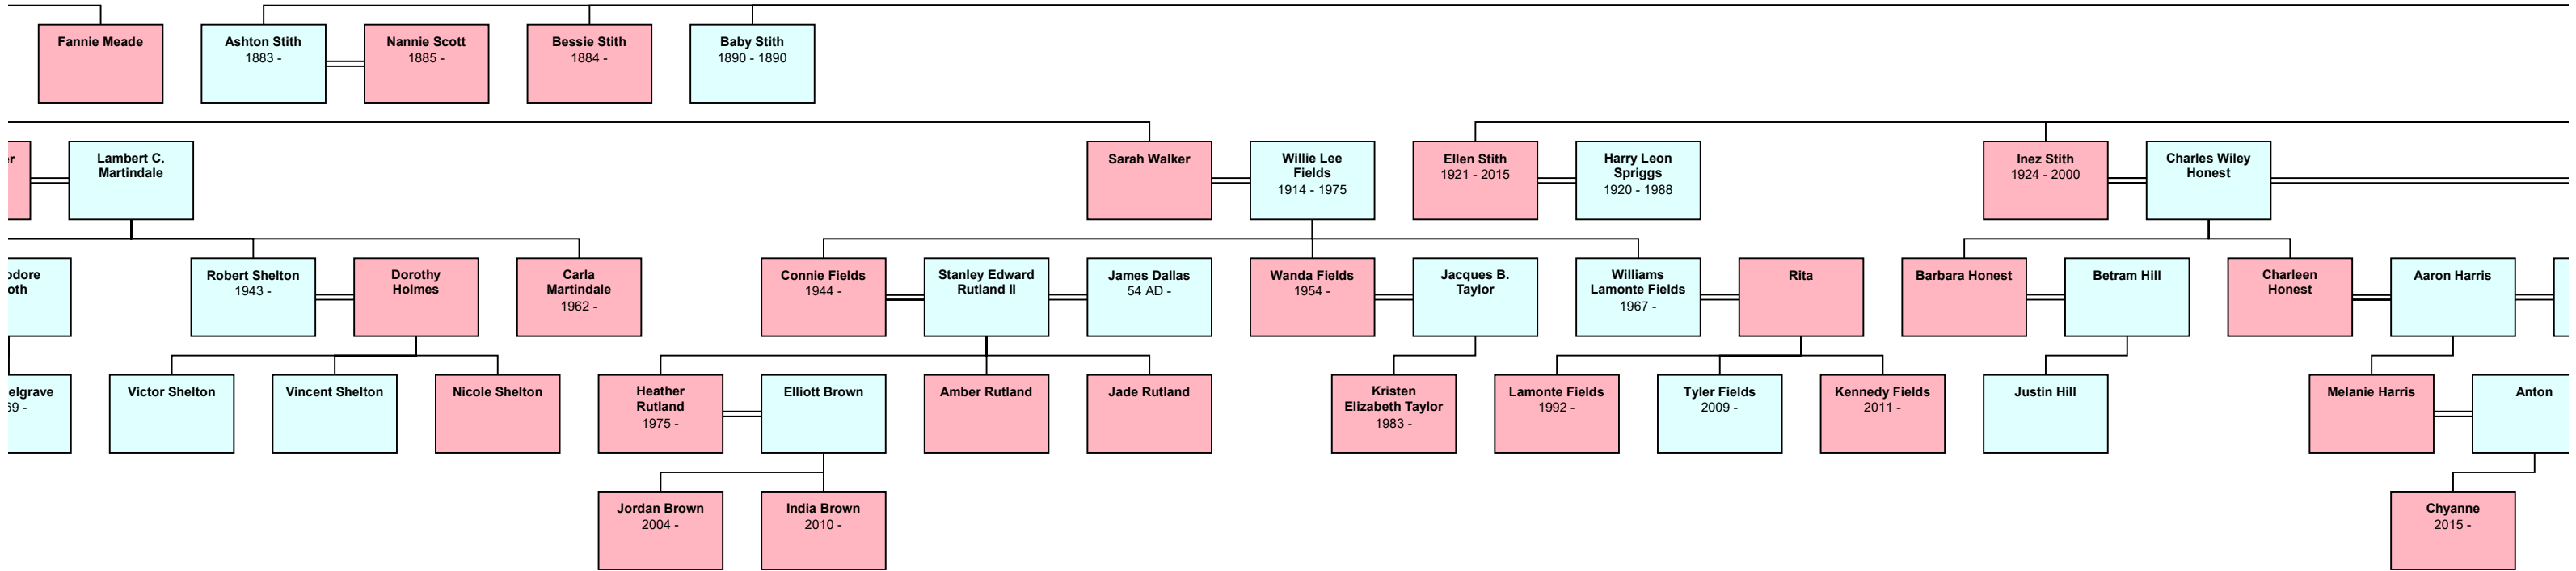 Fannie Meade
Ashton Stith
1883 -
Nannie Scott
1885 -
Bessie Stith
1884 -
Baby Stith
1890 - 1890
Lambert C.
Martindale
Sarah Walker
Willie Lee
Fields
1914 - 1975
Ellen Stith
1921 - 2015
Harry Leon
Spriggs
1920 - 1988
Inez Stith
1924 - 2000
Charles Wiley
Honest
odore
oth
Robert Shelton
1943 -
Dorothy
Holmes
Carla
Martindale
1962 -
Connie Fields
1944 -
Stanley Edward
Rutland II
James Dallas
54 AD -
Wanda Fields
1954 -
Jacques B.
Taylor
Williams
Lamonte Fields
1967 -
Rita
Barbara Honest
Betram Hill
Charleen
Honest
Aaron Harris
elgrave
69 -
Victor Shelton
Vincent Shelton
Nicole Shelton
Heather
Rutland
1975 -
Elliott Brown
Amber Rutland
Jade Rutland
Kristen
Elizabeth Taylor
1983 -
Lamonte Fields
1992 -
Tyler Fields
2009 -
Kennedy Fields
2011 -
Justin Hill
Melanie Harris
Anton
Jordan Brown
2004 -
India Brown
2010 -
Chyanne
2015 -